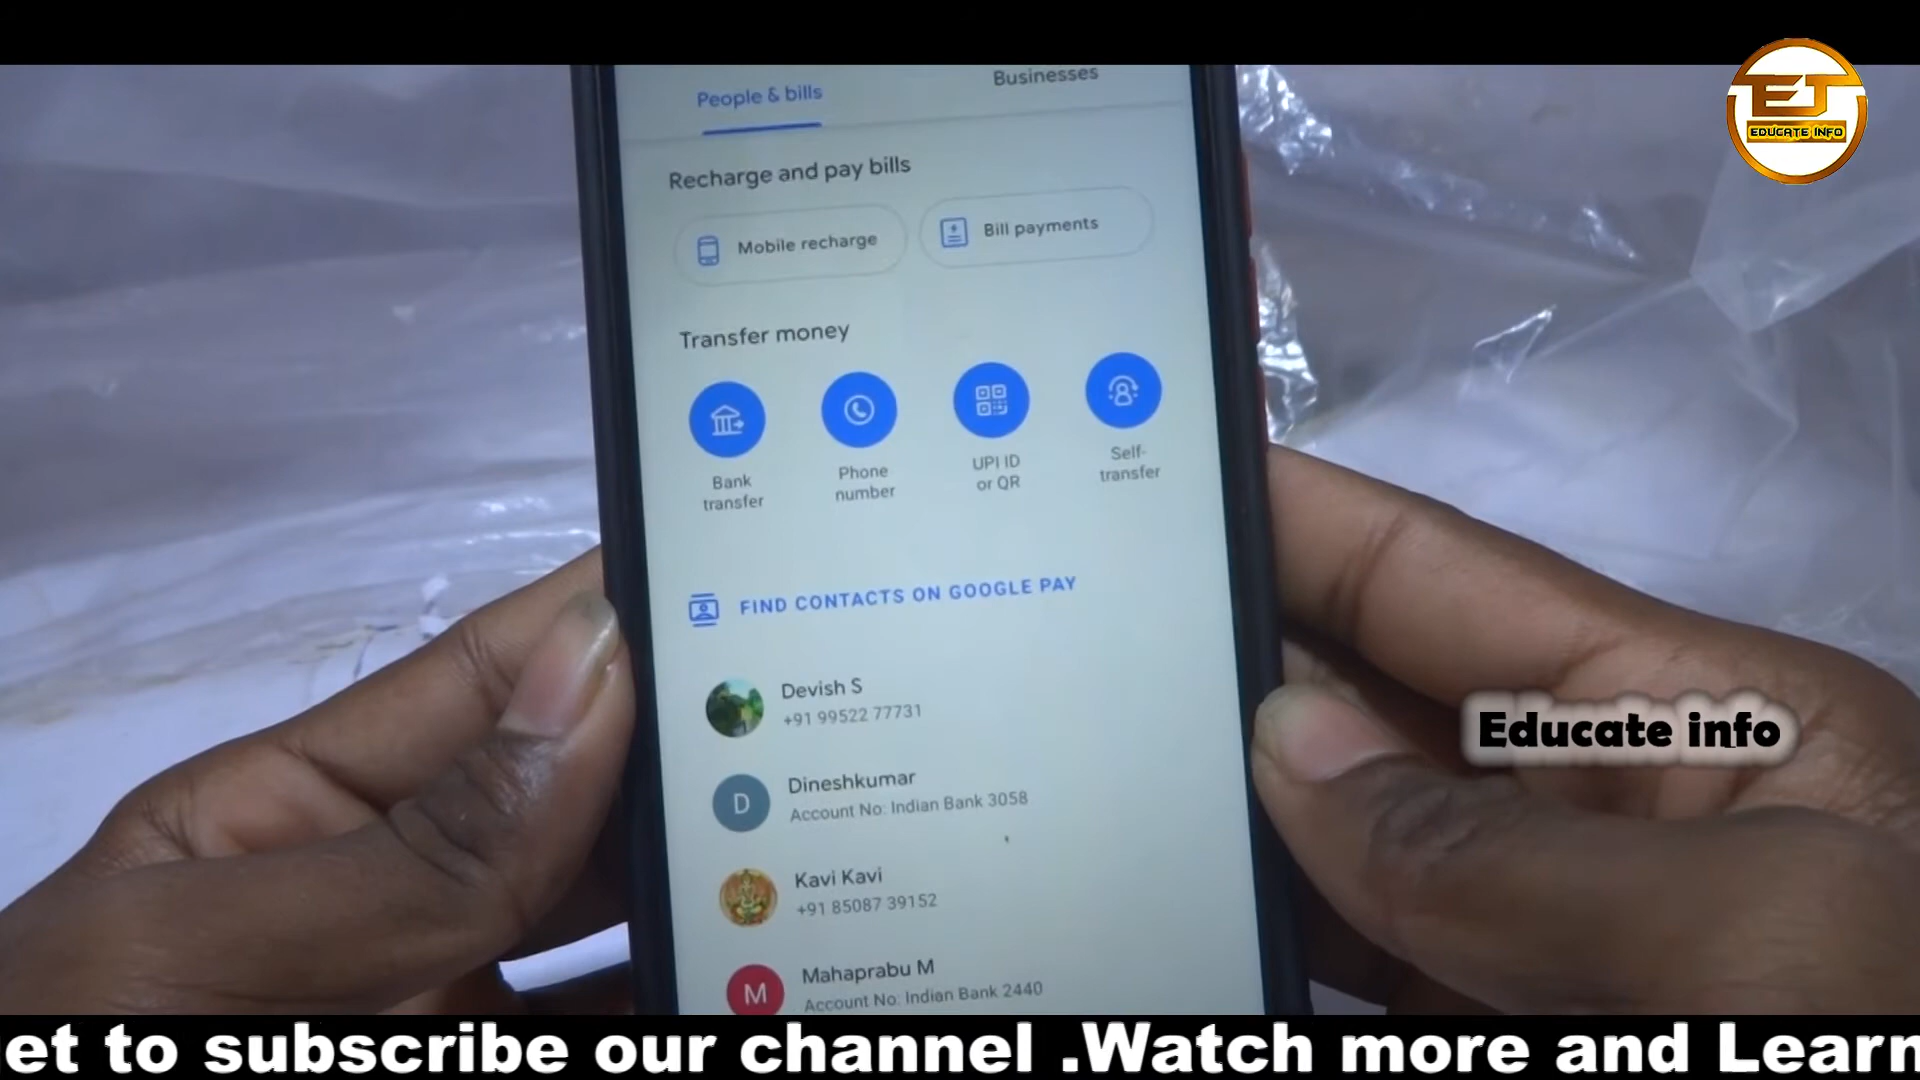 People & bills
Businesses
EJ
EDUCATE INFO
Recharge and pay bills
Mobile recharge
Bill payments
Transfer money
Bank transfer
Phone number
UPI ID or QR
Self-transfer
FIND CONTACTS ON GOOGLE PAY
Devish S
+91 99522 77731
D
Dineshkumar
Account No: Indian Bank 3058
Kavi Kavi
+91 85087 39152
M
Mahaprabu M
Account No: Indian Bank 2440
Educate info
et to subscribe our channel .Watch more and Learn